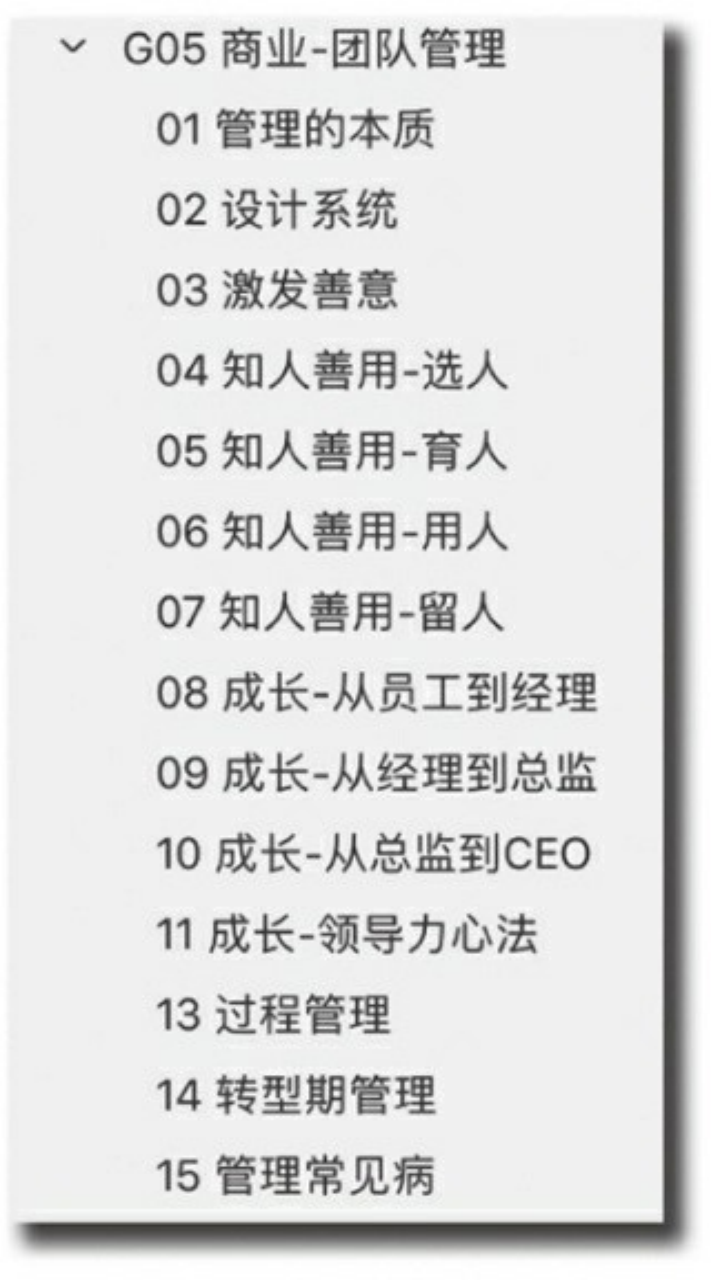 G05 商业-团队管理
01 管理的本质
02 设计系统
03 激发善意
04 知人善用-选人
05 知人善用-育人
06 知人善用-用人
07 知人善用-留人
08 成长-从员工到经理
09 成长-从经理到总监
10 成长-从总监到CEO
11 成长-领导力心法
13 过程管理
14 转型期管理
15 管理常见病